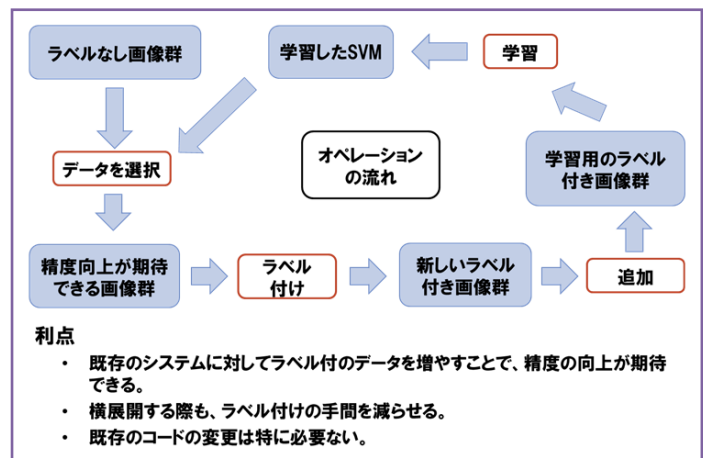 ラベルなし画像群
学習したSVM
学習
データを選択
オペレーション
の流れ
学習用のラベル
付き画像群
精度向上が期待
できる画像群
ラベル
付け
新しいラベル
付き画像群
追加
利点
・ 既存のシステムに対してラベル付のデータを増やすことで、精度の向上が期待
できる。
・ 横展開する際も、ラベル付けの手間を減らせる。
・ 既存のコードの変更は特に必要ない。